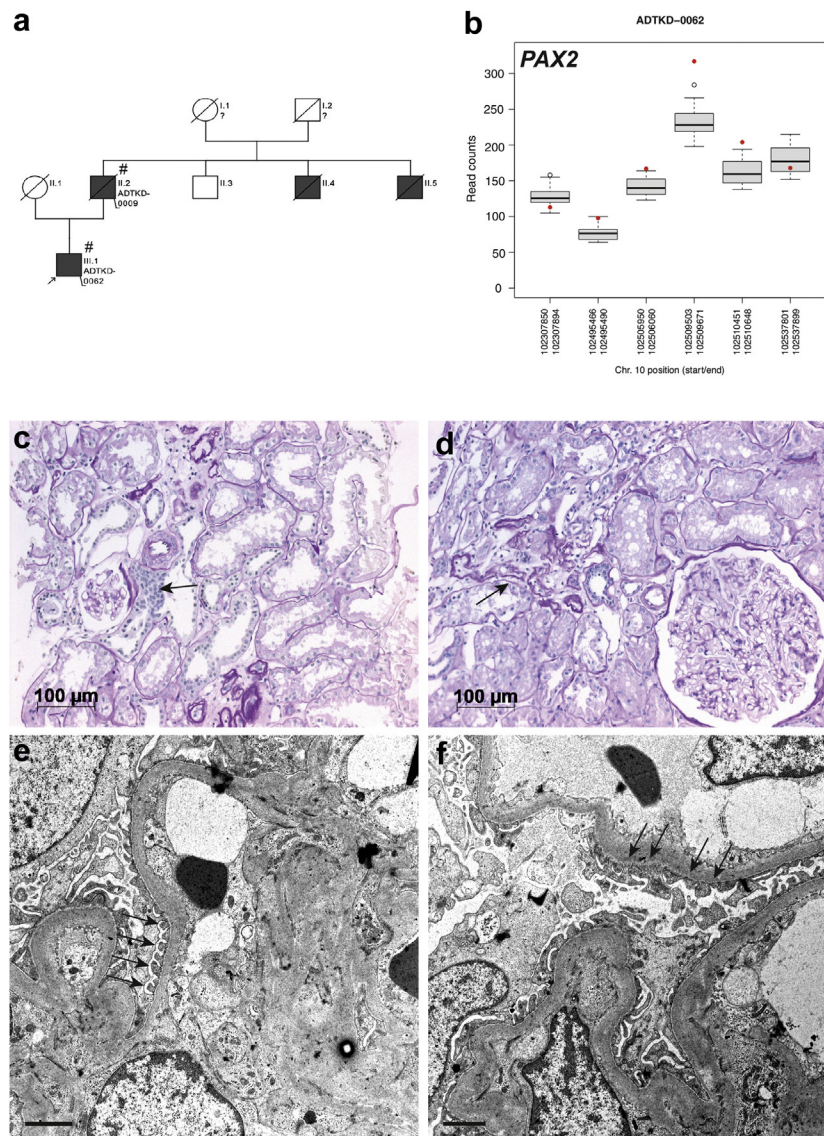 a
I.1
?
I.2
?
#
II.1
II.2
ADTKD-
0009
II.3
II.4
II.5
#
III.1
ADTKD-
0062
b
ADTKD-0062
PAX2
Read counts
300
250
200
150
100
50
0
102307850
102307894
102495466
102495490
102505950
102506060
102509503
102509671
102510451
102510648
102537801
102537899
Chr. 10 position (start/end)
c
100 µm
d
100 µm
e
f